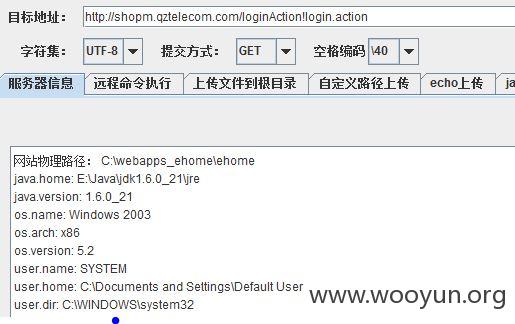 目标地址: http://shopm.qztelecom.com/loginAction!login.action
字符集: UTF-8 提交方式: GET 空格编码 \40
服务器信息 远程命令执行 上传文件到根目录 自定义路径上传 echo上传 ja
网站物理路径: C:\webapps_ehome\ehome
java.home: E:\Java\jdk1.6.0_21\jre
java.version: 1.6.0_21
os.name: Windows 2003
os.arch: x86
os.version: 5.2
user.name: SYSTEM
user.home: C:\Documents and Settings\Default User
user.dir: C:\WINDOWS\system32
www.wooyun.org